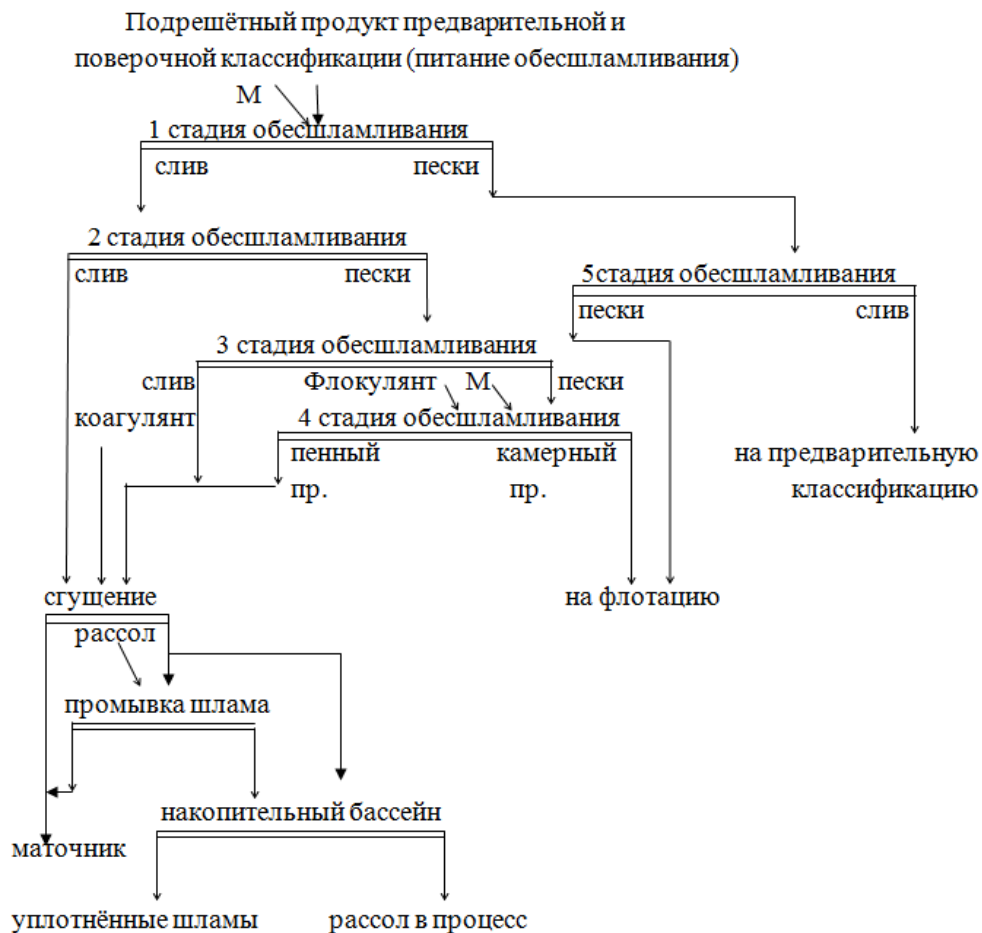 Подрешётный продукт предварительной и
поверочной классификации (питание обесшламливания)
М
1 стадия обесшламливания
слив пески
2 стадия обесшламливания
слив пески
5стадия обесшламливания
пески слив
3 стадия обесшламливания
слив Флокулянт М пески
коагулянт 4 стадия обесшламливания
пенный камерный
пр. пр.
на предварительную
классификацию
сгущение на флотацию
рассол
промывка шлама
накопительный бассейн
маточник
уплотнённые шламы рассол в процесс